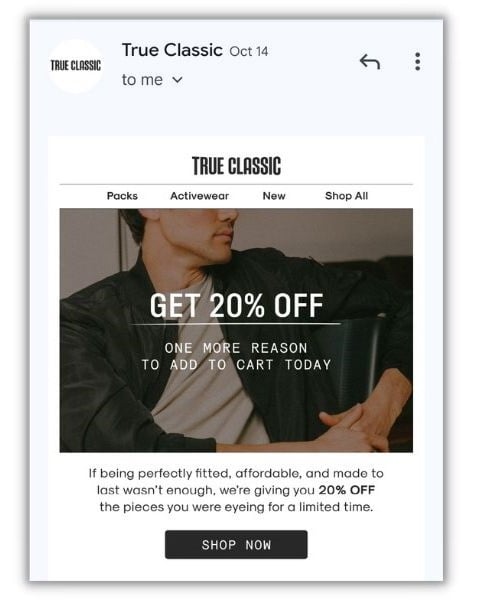 TRUE CLASSIC
True Classic Oct 14
to me
TRUE CLASSIC
Packs Activewear New Shop All
GET 20% OFF
ONE MORE REASON
TO ADD TO CART TODAY
If being perfectly fitted, affordable, and made to
last wasn't enough, we're giving you 20% OFF
the pieces you were eyeing for a limited time.
SHOP NOW